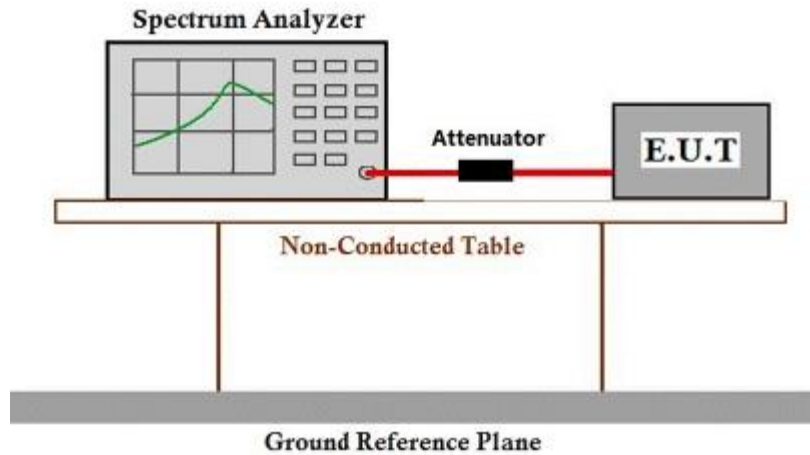 Spectrum Analyzer
Attenuator
E.U.T
Non-Conducted Table
Ground Reference Plane